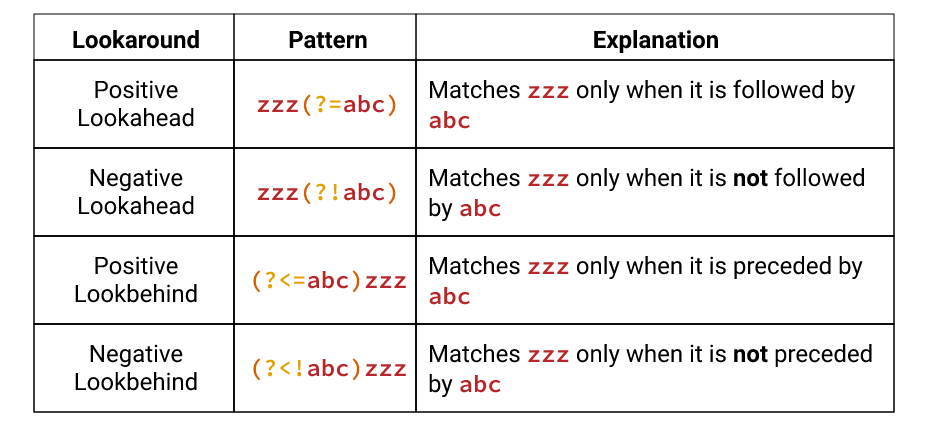 Lookaround Pattern Explanation
Positive
Lookahead
zzz(?=abc)
Matches zzz only when it is followed by
abc
Negative
Lookahead
zzz(?!abc)
Matches zzz only when it is not followed
by abc
Positive
Lookbehind
(?<=abc)zzz
Matches zzz only when it is preceded by
abc
Negative
Lookbehind
(?<!abc)zzz
Matches zzz only when it is not preceded
by abc